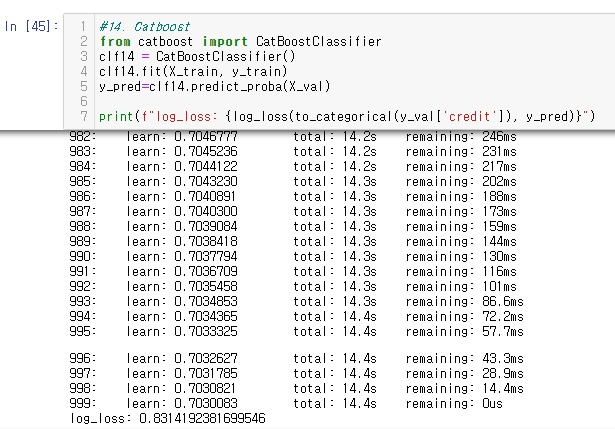 In [45]:
1 #14. Catboost
2 from catboost import CatBoostClassifier
3 clf14 = CatBoostClassifier()
4 clf14.fit(X_train, y_train)
5 y_pred=clf14.predict_proba(X_val)
6
7 print(f"log_loss: {log_loss(to_categorical(y_val['credit']), y_pred)}")
982: learn: 0.7046777 total: 14.2s remaining: 246ms
983: learn: 0.7045236 total: 14.2s remaining: 231ms
984: learn: 0.7044122 total: 14.2s remaining: 217ms
985: learn: 0.7043230 total: 14.3s remaining: 202ms
986: learn: 0.7040891 total: 14.3s remaining: 188ms
987: learn: 0.7040300 total: 14.3s remaining: 173ms
988: learn: 0.7039084 total: 14.3s remaining: 159ms
989: learn: 0.7038418 total: 14.3s remaining: 144ms
990: learn: 0.7037794 total: 14.3s remaining: 130ms
991: learn: 0.7036709 total: 14.3s remaining: 116ms
992: learn: 0.7035458 total: 14.3s remaining: 101ms
993: learn: 0.7034853 total: 14.3s remaining: 86.6ms
994: learn: 0.7034365 total: 14.4s remaining: 72.2ms
995: learn: 0.7033325 total: 14.4s remaining: 57.7ms
996: learn: 0.7032627 total: 14.4s remaining: 43.3ms
997: learn: 0.7031785 total: 14.4s remaining: 28.9ms
998: learn: 0.7030821 total: 14.4s remaining: 14.4ms
999: learn: 0.7030083 total: 14.4s remaining: 0us
log_loss: 0.8314192381699546